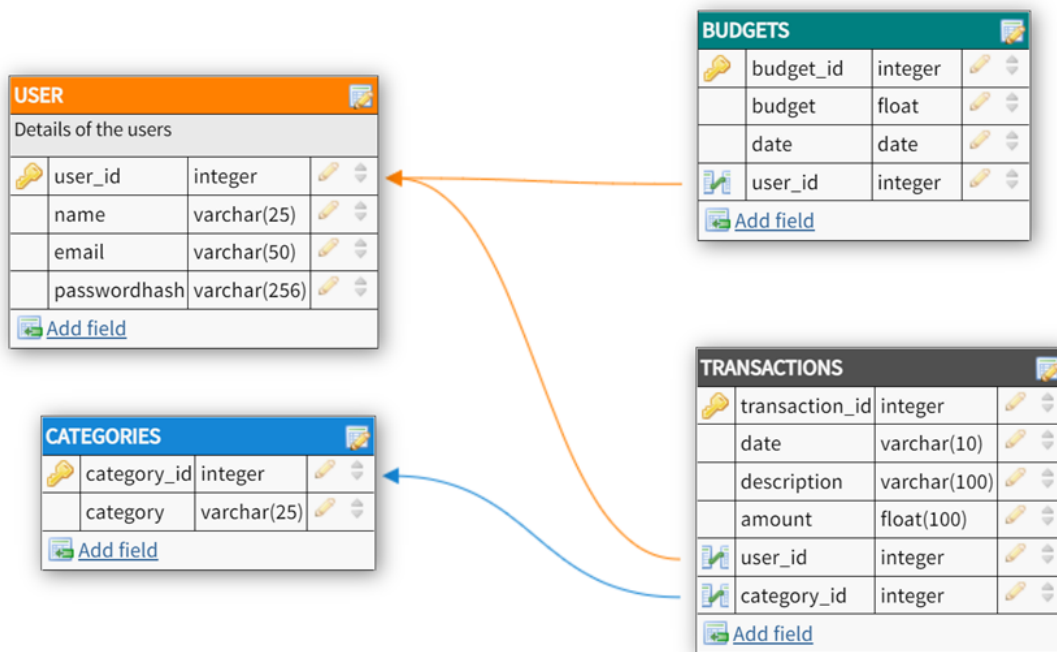 USER
Details of the users
user_id integer
name varchar(25)
email varchar(50)
passwordhash varchar(256)
Add field
BUDGETS
budget_id integer
budget float
date date
user_id integer
Add field
CATEGORIES
category_id integer
category varchar(25)
Add field
TRANSACTIONS
transaction_id integer
date varchar(10)
description varchar(100)
amount float(100)
user_id integer
category_id integer
Add field